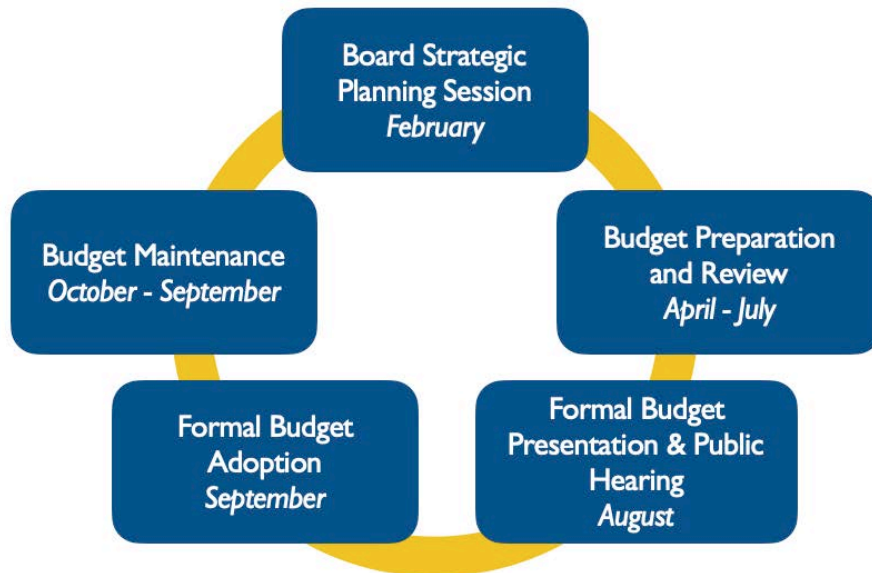 Board Strategic
Planning Session
February
Budget Preparation
and Review
April - July
Formal Budget
Presentation & Public
Hearing
August
Formal Budget
Adoption
September
Budget Maintenance
October - September